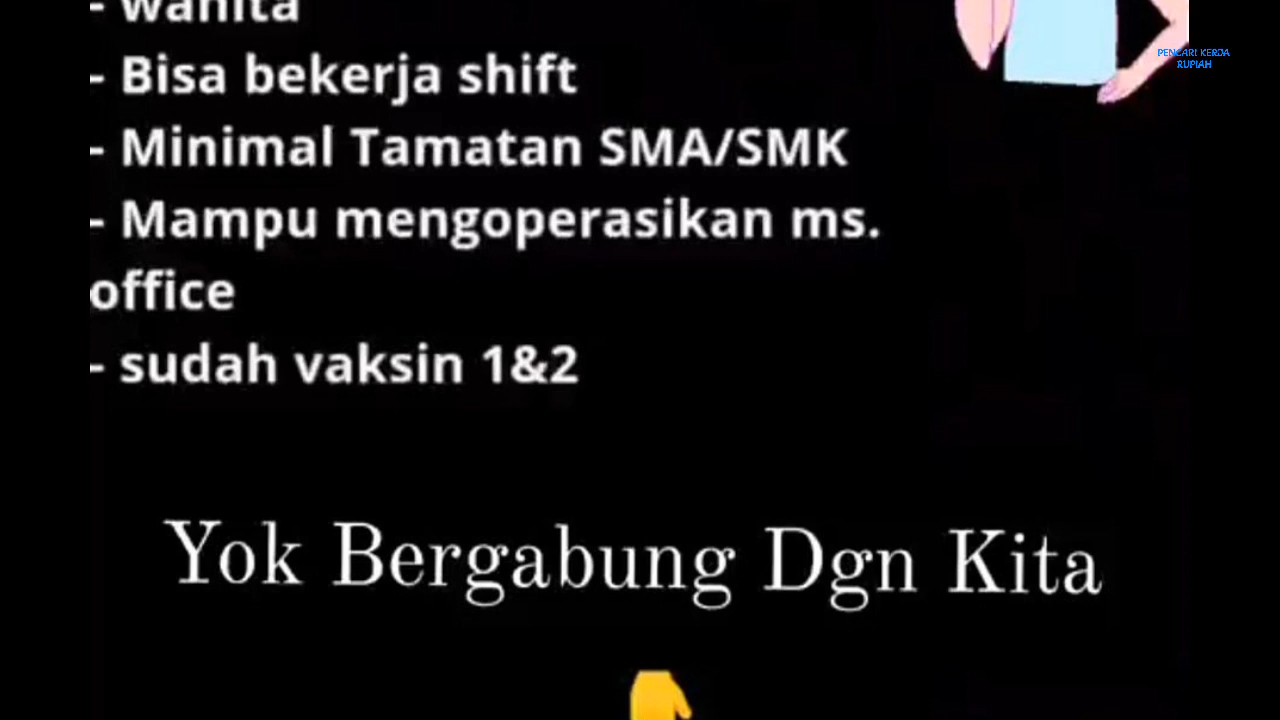 - wanita
- Bisa bekerja shift
- Minimal Tamatan SMA/SMK
- Mampu mengoperasikan ms.
office
- sudah vaksin 1&2
Yok Bergabung Dgn Kita
PENCARI KERJA
RUPIAH